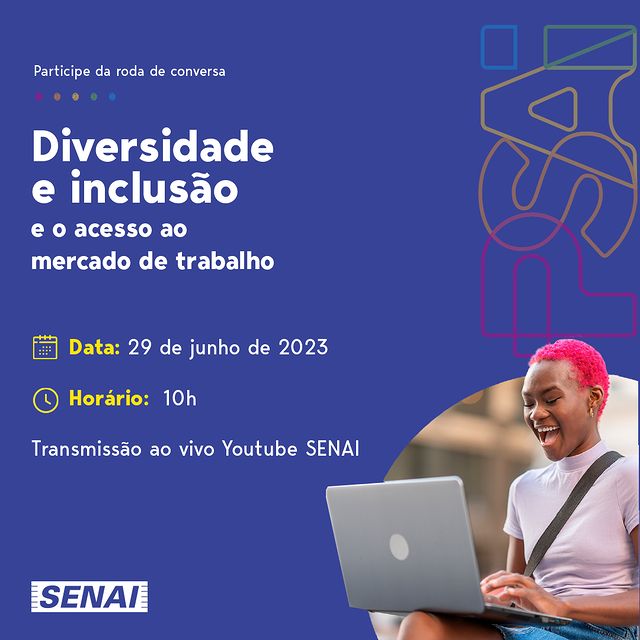 Participe da roda de conversa
Diversidade
e inclusão
e o acesso ao
mercado de trabalho
Data: 29 de junho de 2023
Horário: 10h
Transmissão ao vivo Youtube SENAI
SENAI
PSAI